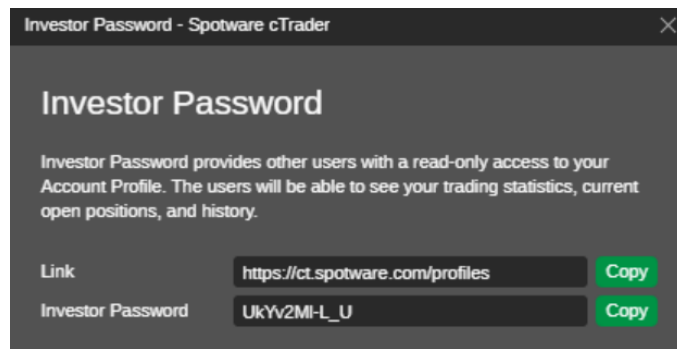 Investor Password - Spotware cTrader
Investor Password
Investor Password provides other users with a read-only access to your
Account Profile. The users will be able to see your trading statistics, current
open positions, and history.
Link https://ct.spotware.com/profiles Copy
Investor Password UkYv2MI-L_U Copy